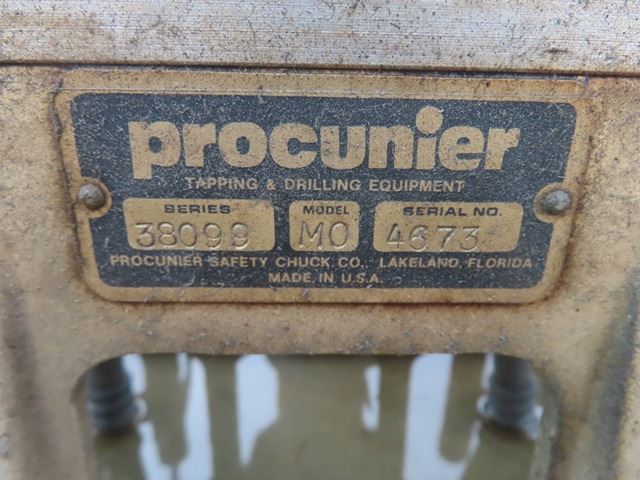 procunier
TAPPING & DRILLING EQUIPMENT
SERIES MODEL SERIAL NO.
38099 MO 4673
PROCUNIER SAFETY CHUCK CO., LAKELAND, FLORIDA
MADE IN U.S.A.